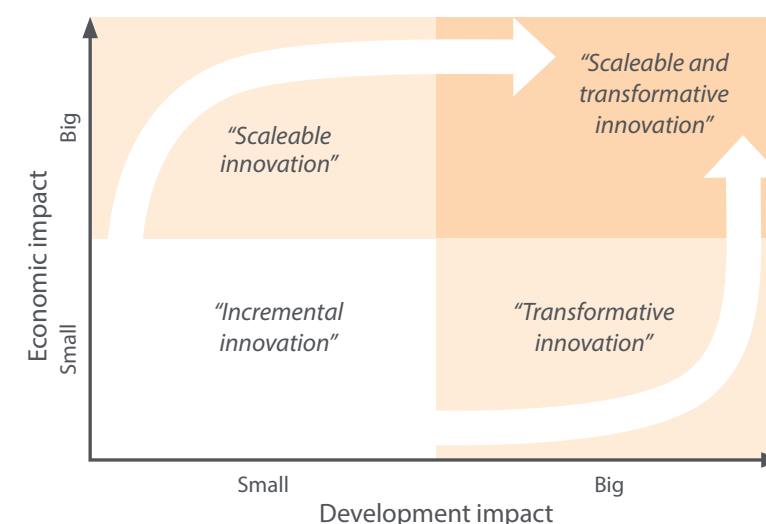 “Scaleable and
transformative
innovation”
“Scaleable
innovation”
Big
Economic impact
“Incremental
innovation”
“Transformative
innovation”
Small
Small
Big
Development impact